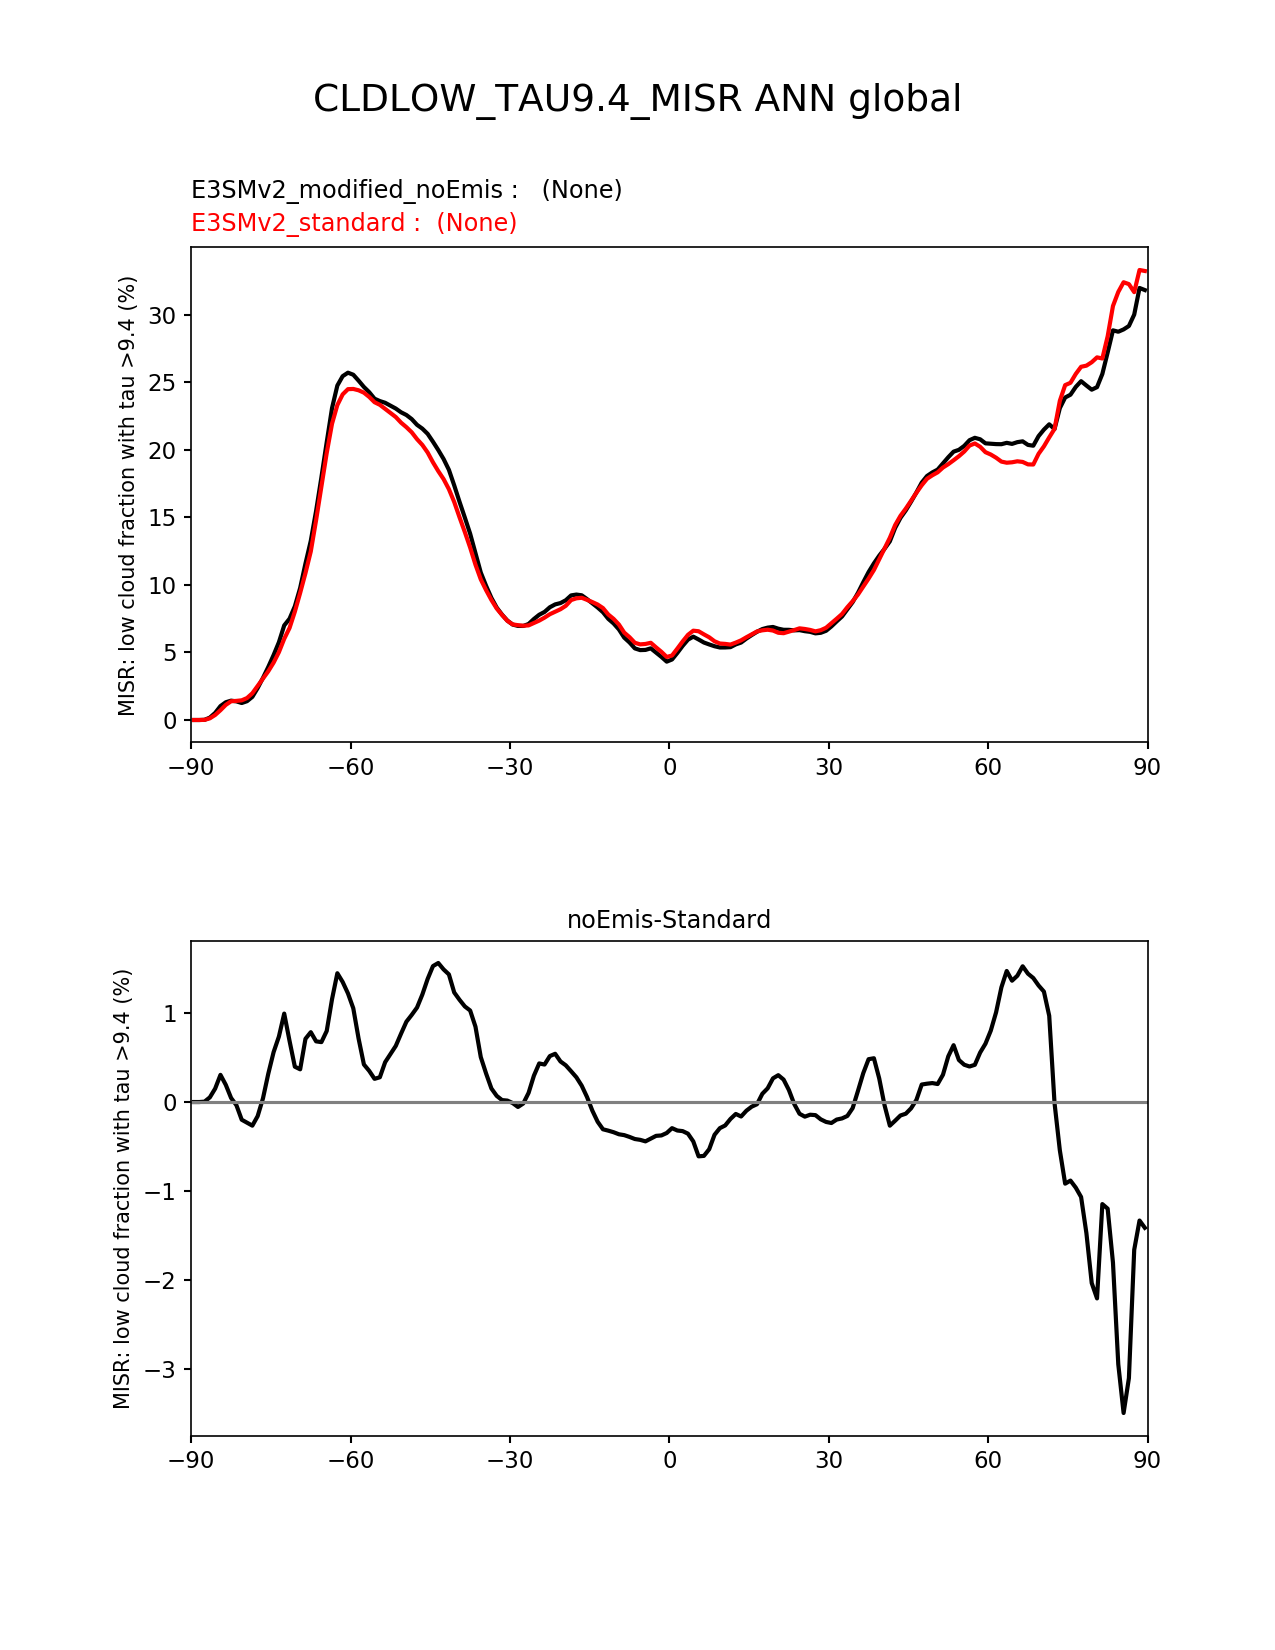 CLDLOW_TAU9.4_MISR ANN global
E3SMv2_modified_noEmis :   (None)
E3SMv2_standard :  (None)
MISR: low cloud fraction with tau >9.4 (%)
30
25
20
15
10
5
0
−90 −60 −30 0 30 60 90
noEmis-Standard
MISR: low cloud fraction with tau >9.4 (%)
1
0
−1
−2
−3
−90 −60 −30 0 30 60 90